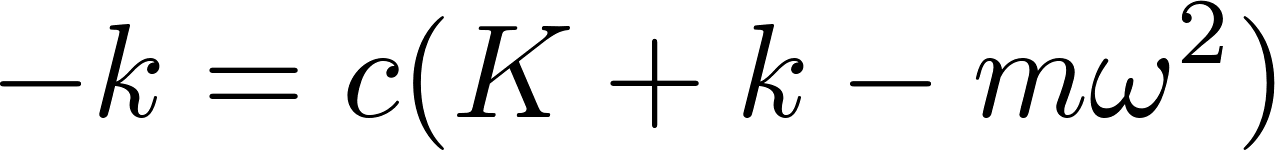 −k = c(K + k − mω²)